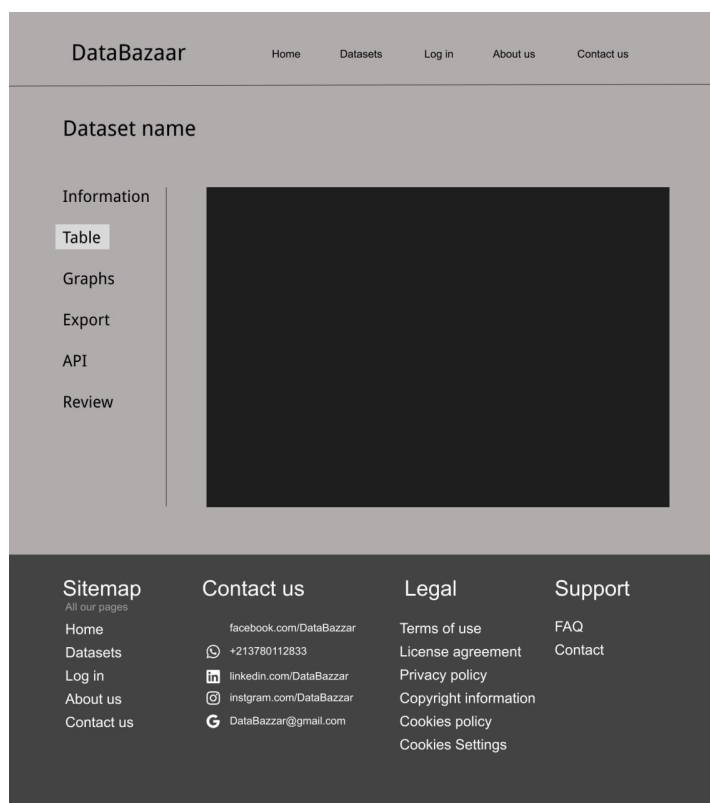 DataBazaar
Home Datasets Log in About us Contact us
Dataset name
Information
Table
Graphs
Export
API
Review
Sitemap
All our pages
Home
Datasets
Log in
About us
Contact us
Contact us
facebook.com/DataBazzar
+213780112833
linkedin.com/DataBazzar
instgram.com/DataBazzar
DataBazzar@gmail.com
Legal
Terms of use
License agreement
Privacy policy
Copyright information
Cookies policy
Cookies Settings
Support
FAQ
Contact